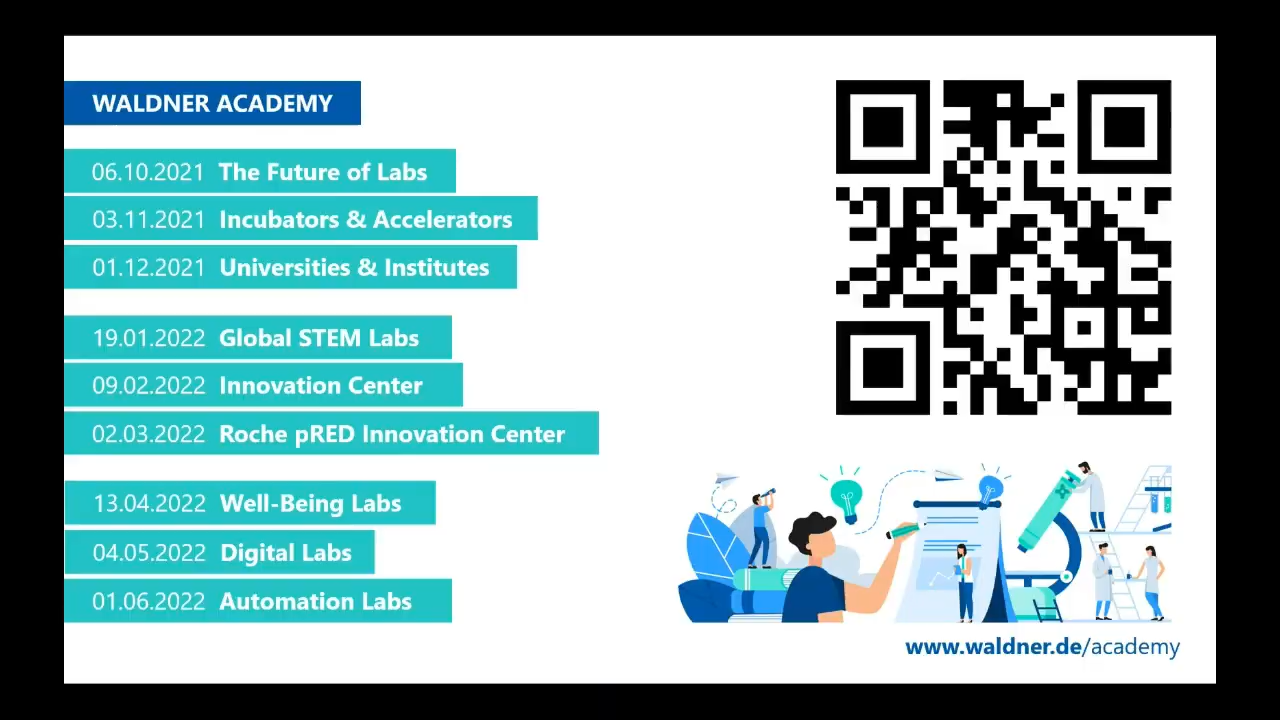 WALDNER ACADEMY
06.10.2021 The Future of Labs
03.11.2021 Incubators & Accelerators
01.12.2021 Universities & Institutes
19.01.2022 Global STEM Labs
09.02.2022 Innovation Center
02.03.2022 Roche pRED Innovation Center
13.04.2022 Well-Being Labs
04.05.2022 Digital Labs
01.06.2022 Automation Labs
www.waldner.de/academy